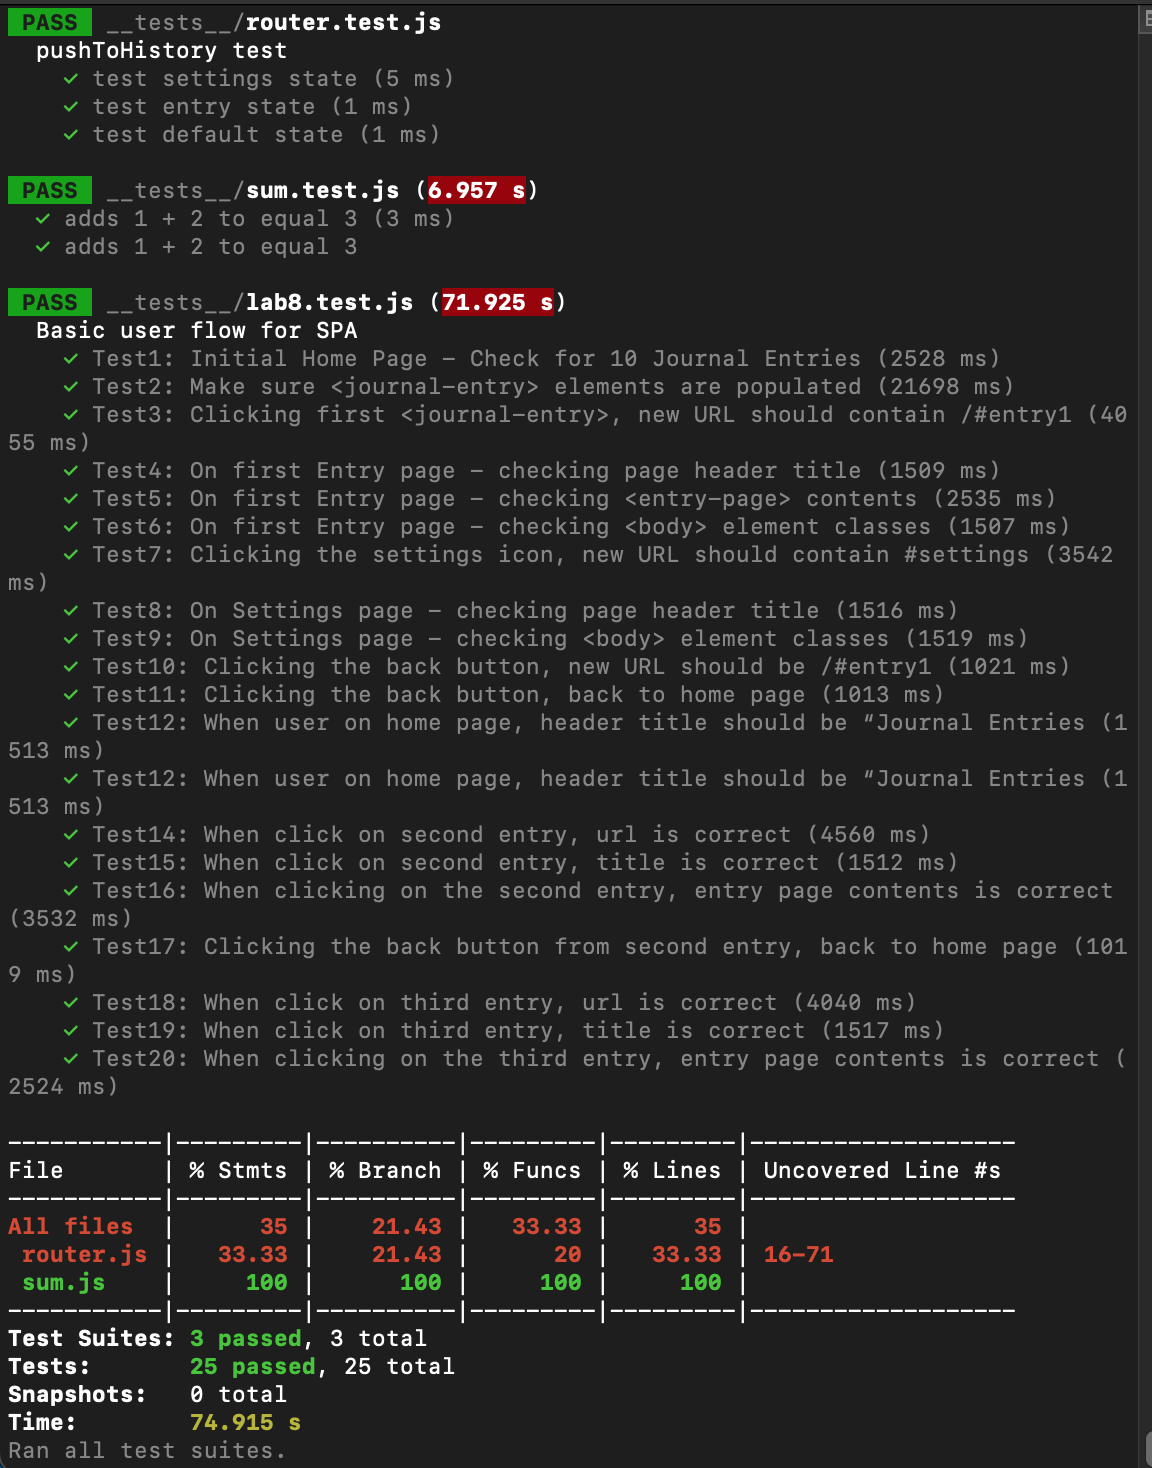 PASS __tests__/router.test.js
pushToHistory test
✓ test settings state (5 ms)
✓ test entry state (1 ms)
✓ test default state (1 ms)
PASS __tests__/sum.test.js (6.957 s)
✓ adds 1 + 2 to equal 3 (3 ms)
✓ adds 1 + 2 to equal 3
PASS __tests__/lab8.test.js (71.925 s)
Basic user flow for SPA
✓ Test1: Initial Home Page – Check for 10 Journal Entries (2528 ms)
✓ Test2: Make sure <journal-entry> elements are populated (21698 ms)
✓ Test3: Clicking first <journal-entry>, new URL should contain /#entry1 (40
55 ms)
✓ Test4: On first Entry page – checking page header title (1509 ms)
✓ Test5: On first Entry page – checking <entry-page> contents (2535 ms)
✓ Test6: On first Entry page – checking <body> element classes (1507 ms)
✓ Test7: Clicking the settings icon, new URL should contain #settings (3542
ms)
✓ Test8: On Settings page – checking page header title (1516 ms)
✓ Test9: On Settings page – checking <body> element classes (1519 ms)
✓ Test10: Clicking the back button, new URL should be /#entry1 (1021 ms)
✓ Test11: Clicking the back button, back to home page (1013 ms)
✓ Test12: When user on home page, header title should be “Journal Entries (1
513 ms)
✓ Test12: When user on home page, header title should be “Journal Entries (1
513 ms)
✓ Test14: When click on second entry, url is correct (4560 ms)
✓ Test15: When click on second entry, title is correct (1512 ms)
✓ Test16: When clicking on the second entry, entry page contents is correct
(3532 ms)
✓ Test17: Clicking the back button from second entry, back to home page (101
9 ms)
✓ Test18: When click on third entry, url is correct (4040 ms)
✓ Test19: When click on third entry, title is correct (1517 ms)
✓ Test20: When clicking on the third entry, entry page contents is correct (
2524 ms)
-----------|---------|----------|---------|---------|-------------------
File | % Stmts | % Branch | % Funcs | % Lines | Uncovered Line #s
-----------|---------|----------|---------|---------|-------------------
All files | 35 | 21.43 | 33.33 | 35 |
router.js | 33.33 | 21.43 | 20 | 33.33 | 16-71
sum.js | 100 | 100 | 100 | 100 |
-----------|---------|----------|---------|---------|-------------------
Test Suites: 3 passed, 3 total
Tests: 25 passed, 25 total
Snapshots: 0 total
Time: 74.915 s
Ran all test suites.